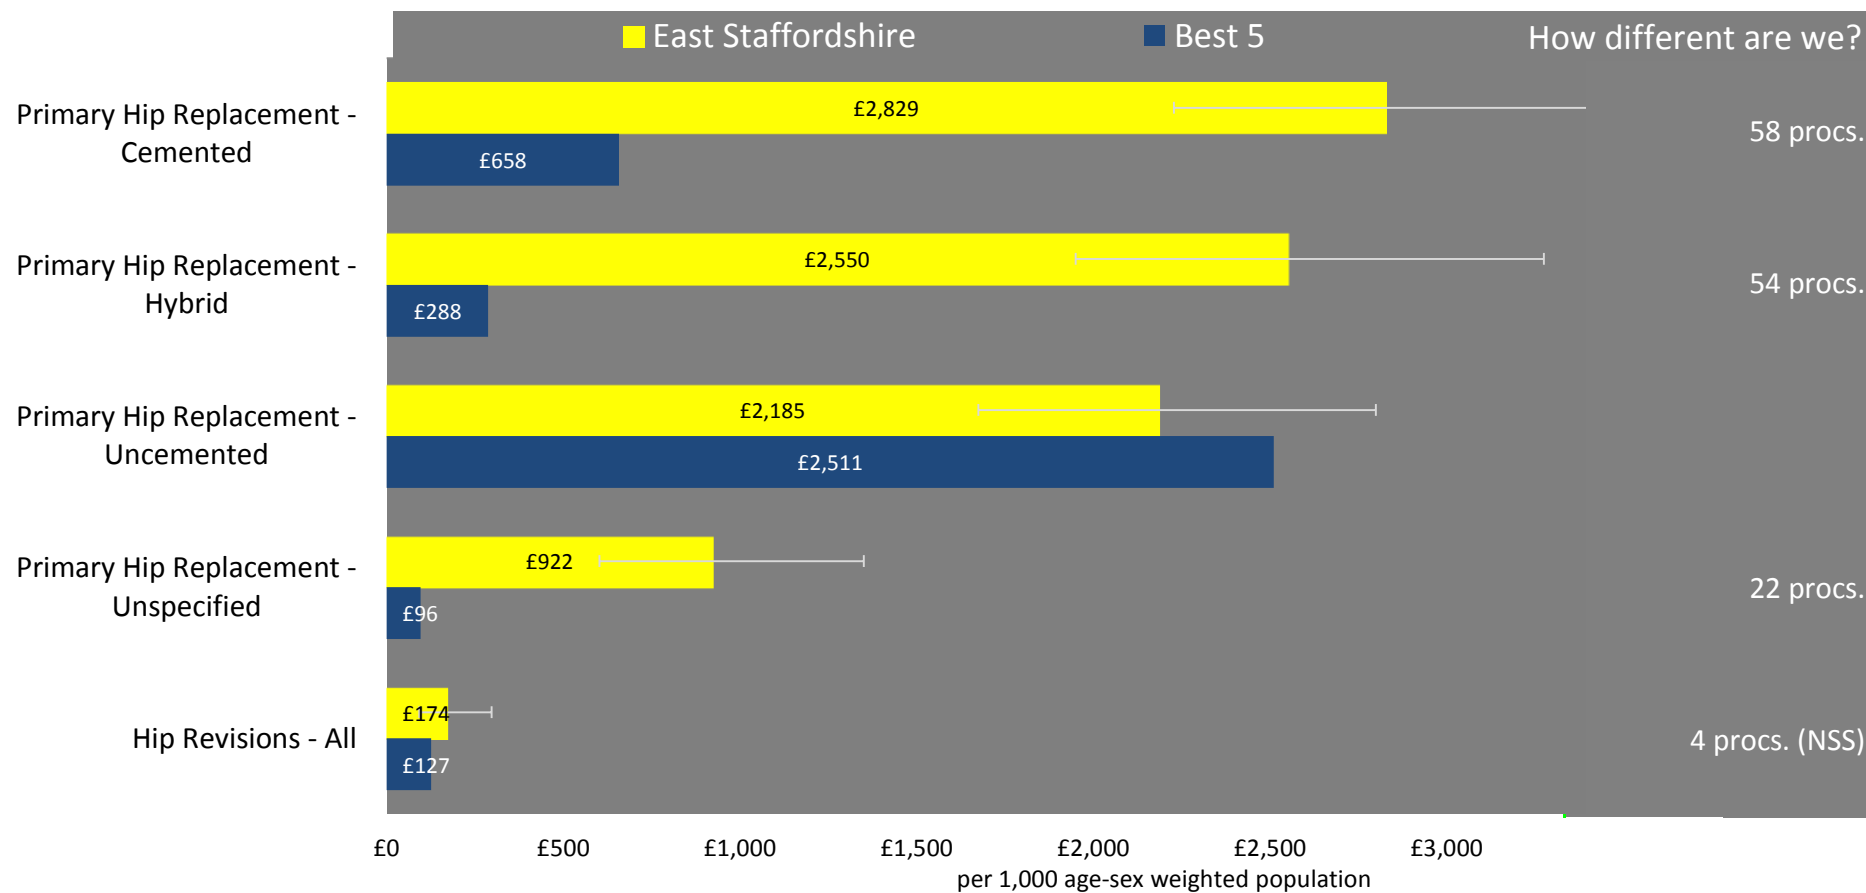 East Staffordshire
Best 5
How different are we?
Primary Hip Replacement -
Cemented
£2,829
£658
58 procs.
Primary Hip Replacement -
Hybrid
£2,550
£288
54 procs.
Primary Hip Replacement -
Uncemented
£2,185
£2,511
Primary Hip Replacement -
Unspecified
£922
£96
22 procs.
Hip Revisions - All
£174
£127
4 procs. (NSS)
£0 £500 £1,000 £1,500 £2,000 £2,500 £3,000
per 1,000 age-sex weighted population